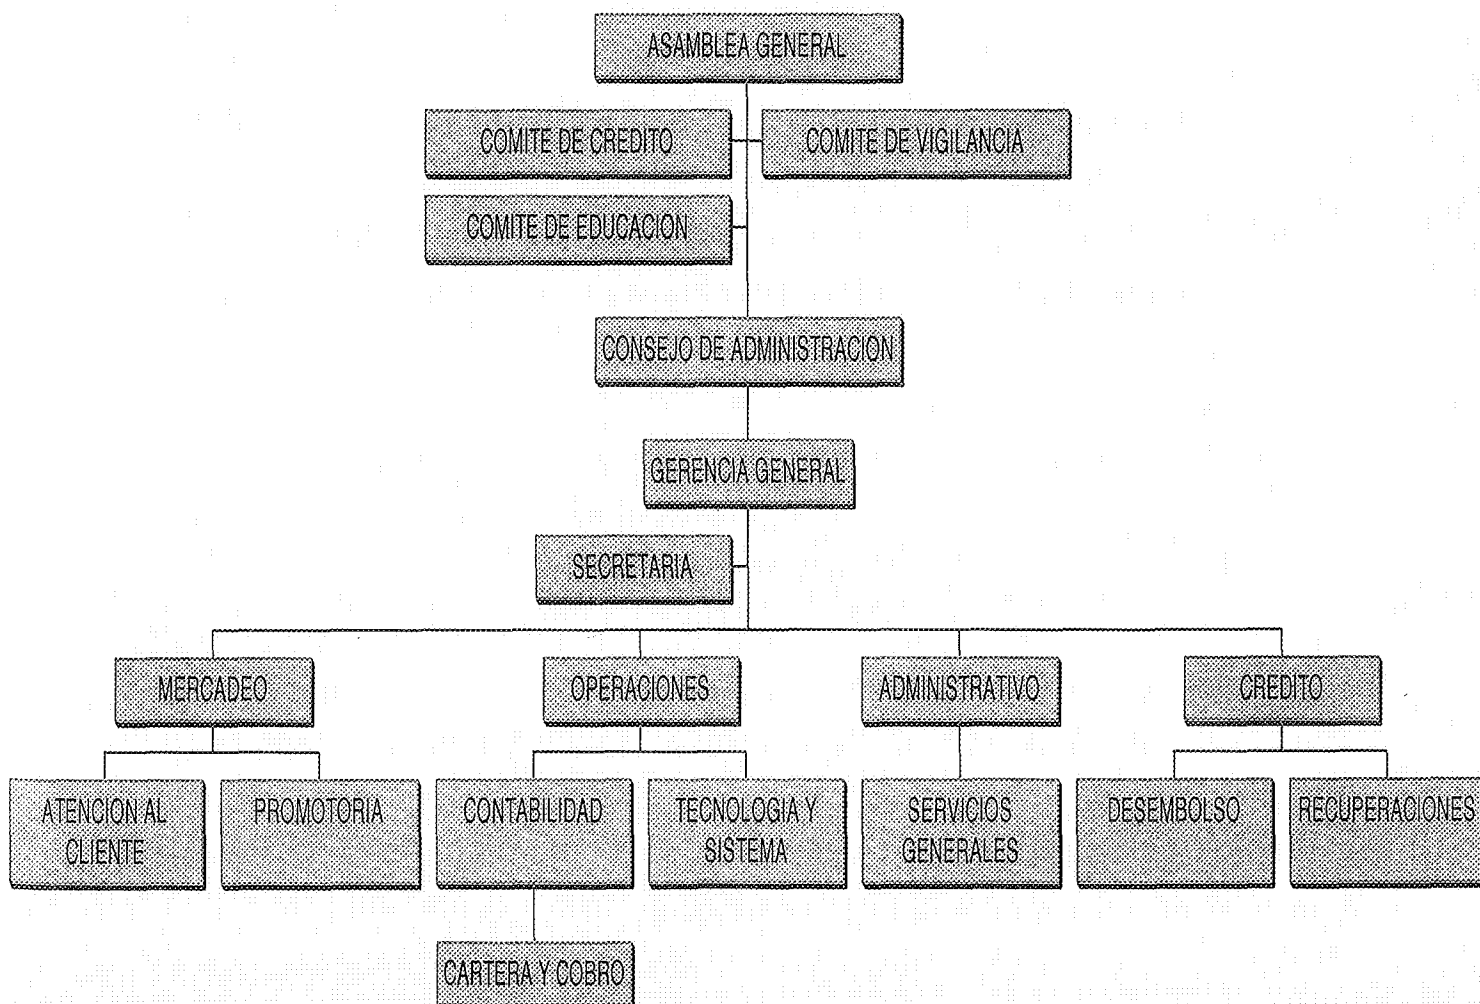 ASAMBLEA GENERAL
COMITE DE CREDITO
COMITE DE VIGILANCIA
COMITE DE EDUCACION
CONSEJO DE ADMINISTRACION
GERENCIA GENERAL
SECRETARIA
MERCADEO
OPERACIONES
ADMINISTRATIVO
CREDITO
ATENCION AL
CLIENTE
PROMOTORIA
CONTABILIDAD
TECNOLOGIA Y
SISTEMA
SERVICIOS
GENERALES
DESEMBOLSO
RECUPERACIONES
CARTERA Y COBRO